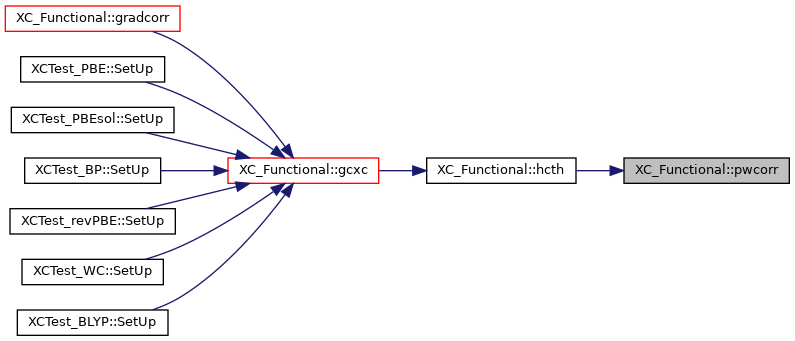 XC_Functional::gradcorr
XCTest_PBE::SetUp
XCTest_PBEsol::SetUp
XCTest_BP::SetUp
XC_Functional::gcxc
XC_Functional::hcth
XC_Functional::pwcorr
XCTest_revPBE::SetUp
XCTest_WC::SetUp
XCTest_BLYP::SetUp